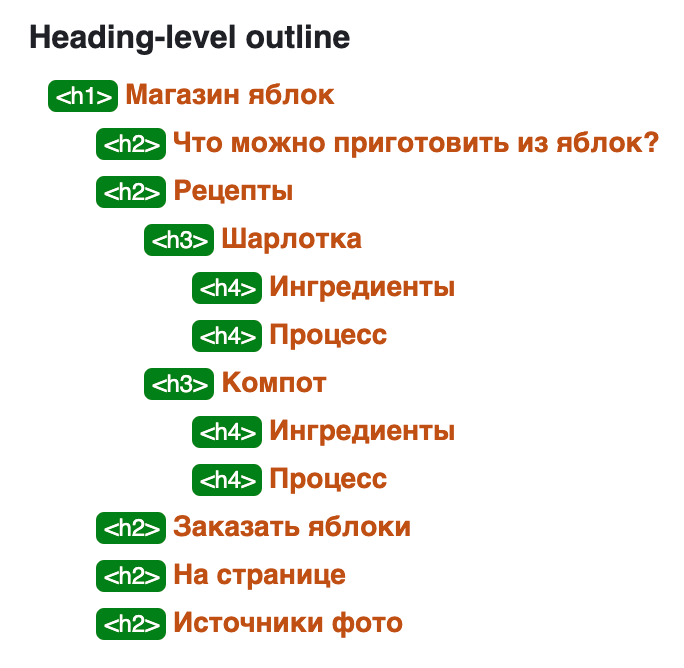 Heading-level outline
<h1> Магазин яблок
<h2> Что можно приготовить из яблок?
<h2> Рецепты
<h3> Шарлотка
<h4> Ингредиенты
<h4> Процесс
<h3> Компот
<h4> Ингредиенты
<h4> Процесс
<h2> Заказать яблоки
<h2> На странице
<h2> Источники фото